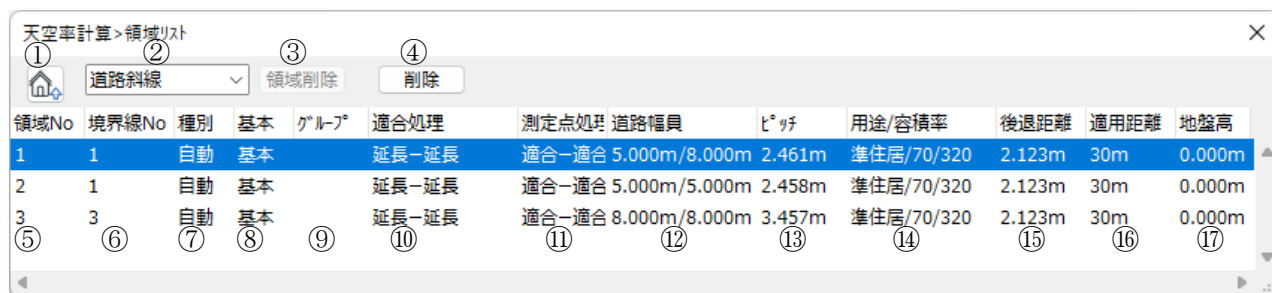 天空率計算>領域リスト
① ② ③ ④
道路斜線 領域削除 削除
領域No 境界線No 種別 基本 グループ 適合処理 測定点処理 道路幅員 ピッチ 用途/容積率 後退距離 適用距離 地盤高
1 1 自動 基本 延長-延長 適合-適合 5.000m/8.000m 2.461m 準住居/70/320 2.123m 30m 0.000m
2 1 自動 基本 延長-延長 適合-適合 5.000m/5.000m 2.458m 準住居/70/320 2.123m 30m 0.000m
3 3 自動 基本 延長-延長 適合-適合 8.000m/8.000m 3.457m 準住居/70/320 2.123m 30m 0.000m
⑤ ⑥ ⑦ ⑧ ⑨ ⑩ ⑪ ⑫ ⑬ ⑭ ⑮ ⑯ ⑰